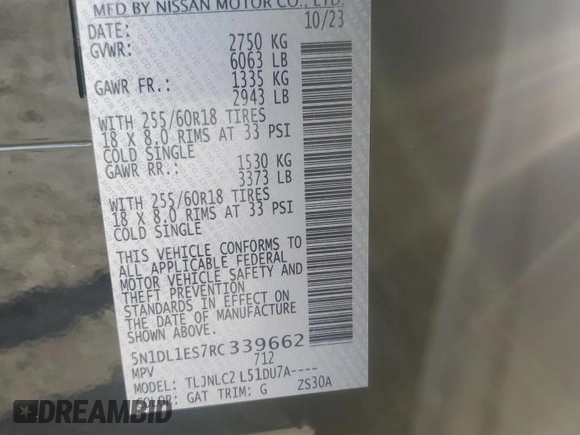 MFD BY NISSAN MOTOR CO., LTD.
DATE: 10/23
GVWR: 2750 KG
6063 LB
GAWR FR.: 1335 KG
2943 LB
WITH 255/60R18 TIRES
18 X 8.0 RIMS AT 33 PSI
COLD SINGLE
GAWR RR.: 1530 KG
3373 LB
WITH 255/60R18 TIRES
18 X 8.0 RIMS AT 33 PSI
COLD SINGLE
THIS VEHICLE CONFORMS TO
ALL APPLICABLE FEDERAL
MOTOR VEHICLE SAFETY AND
THEFT PREVENTION
STANDARDS IN EFFECT ON
THE DATE OF MANUFACTURE
SHOWN ABOVE.
5N1DL1ES7RC339662
MPV 712
MODEL: TLJNLC2 L51DU7A----
COLOR: GAT TRIM: G ZS30A
DREAMBID